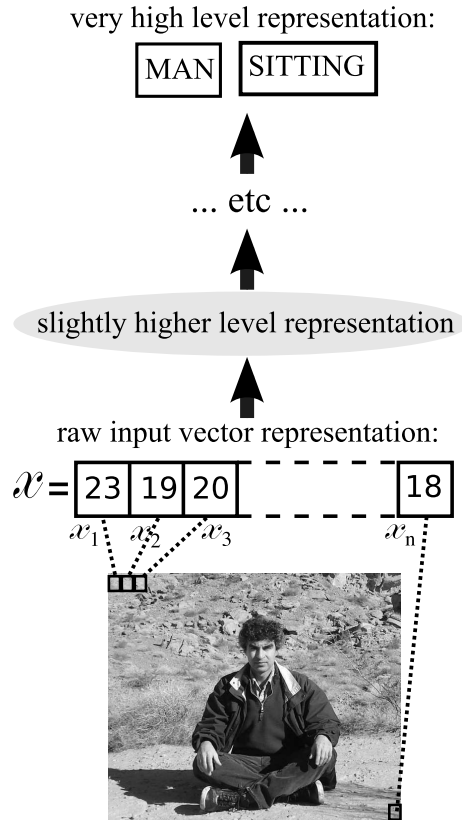 very high level representation:
MAN SITTING
... etc ...
slightly higher level representation
raw input vector representation:
x = 23 19 20 18
x1 x2 x3 xn